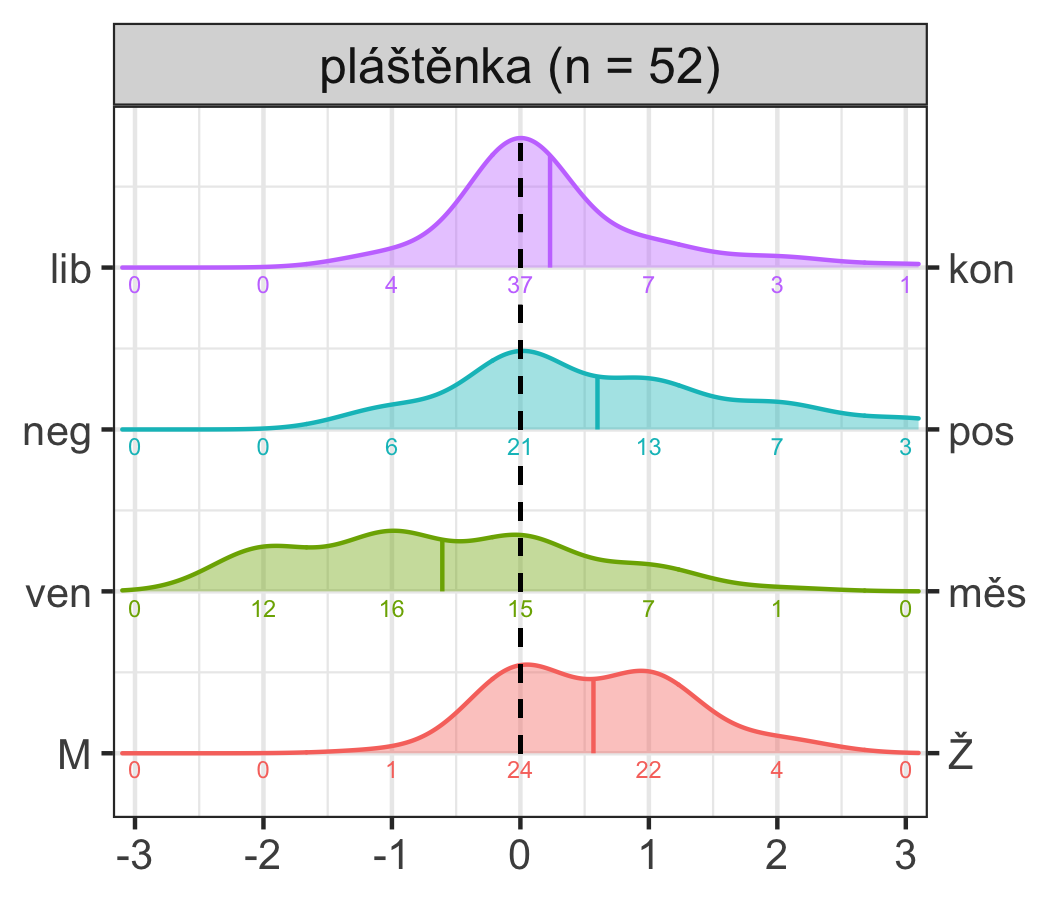 pláštěnka (n = 52)
lib kon
0 0 4 37 7 3 1
neg pos
0 0 6 21 13 7 3
ven měs
0 12 16 15 7 1 0
M Ž
0 0 1 24 22 4 0
-3 -2 -1 0 1 2 3